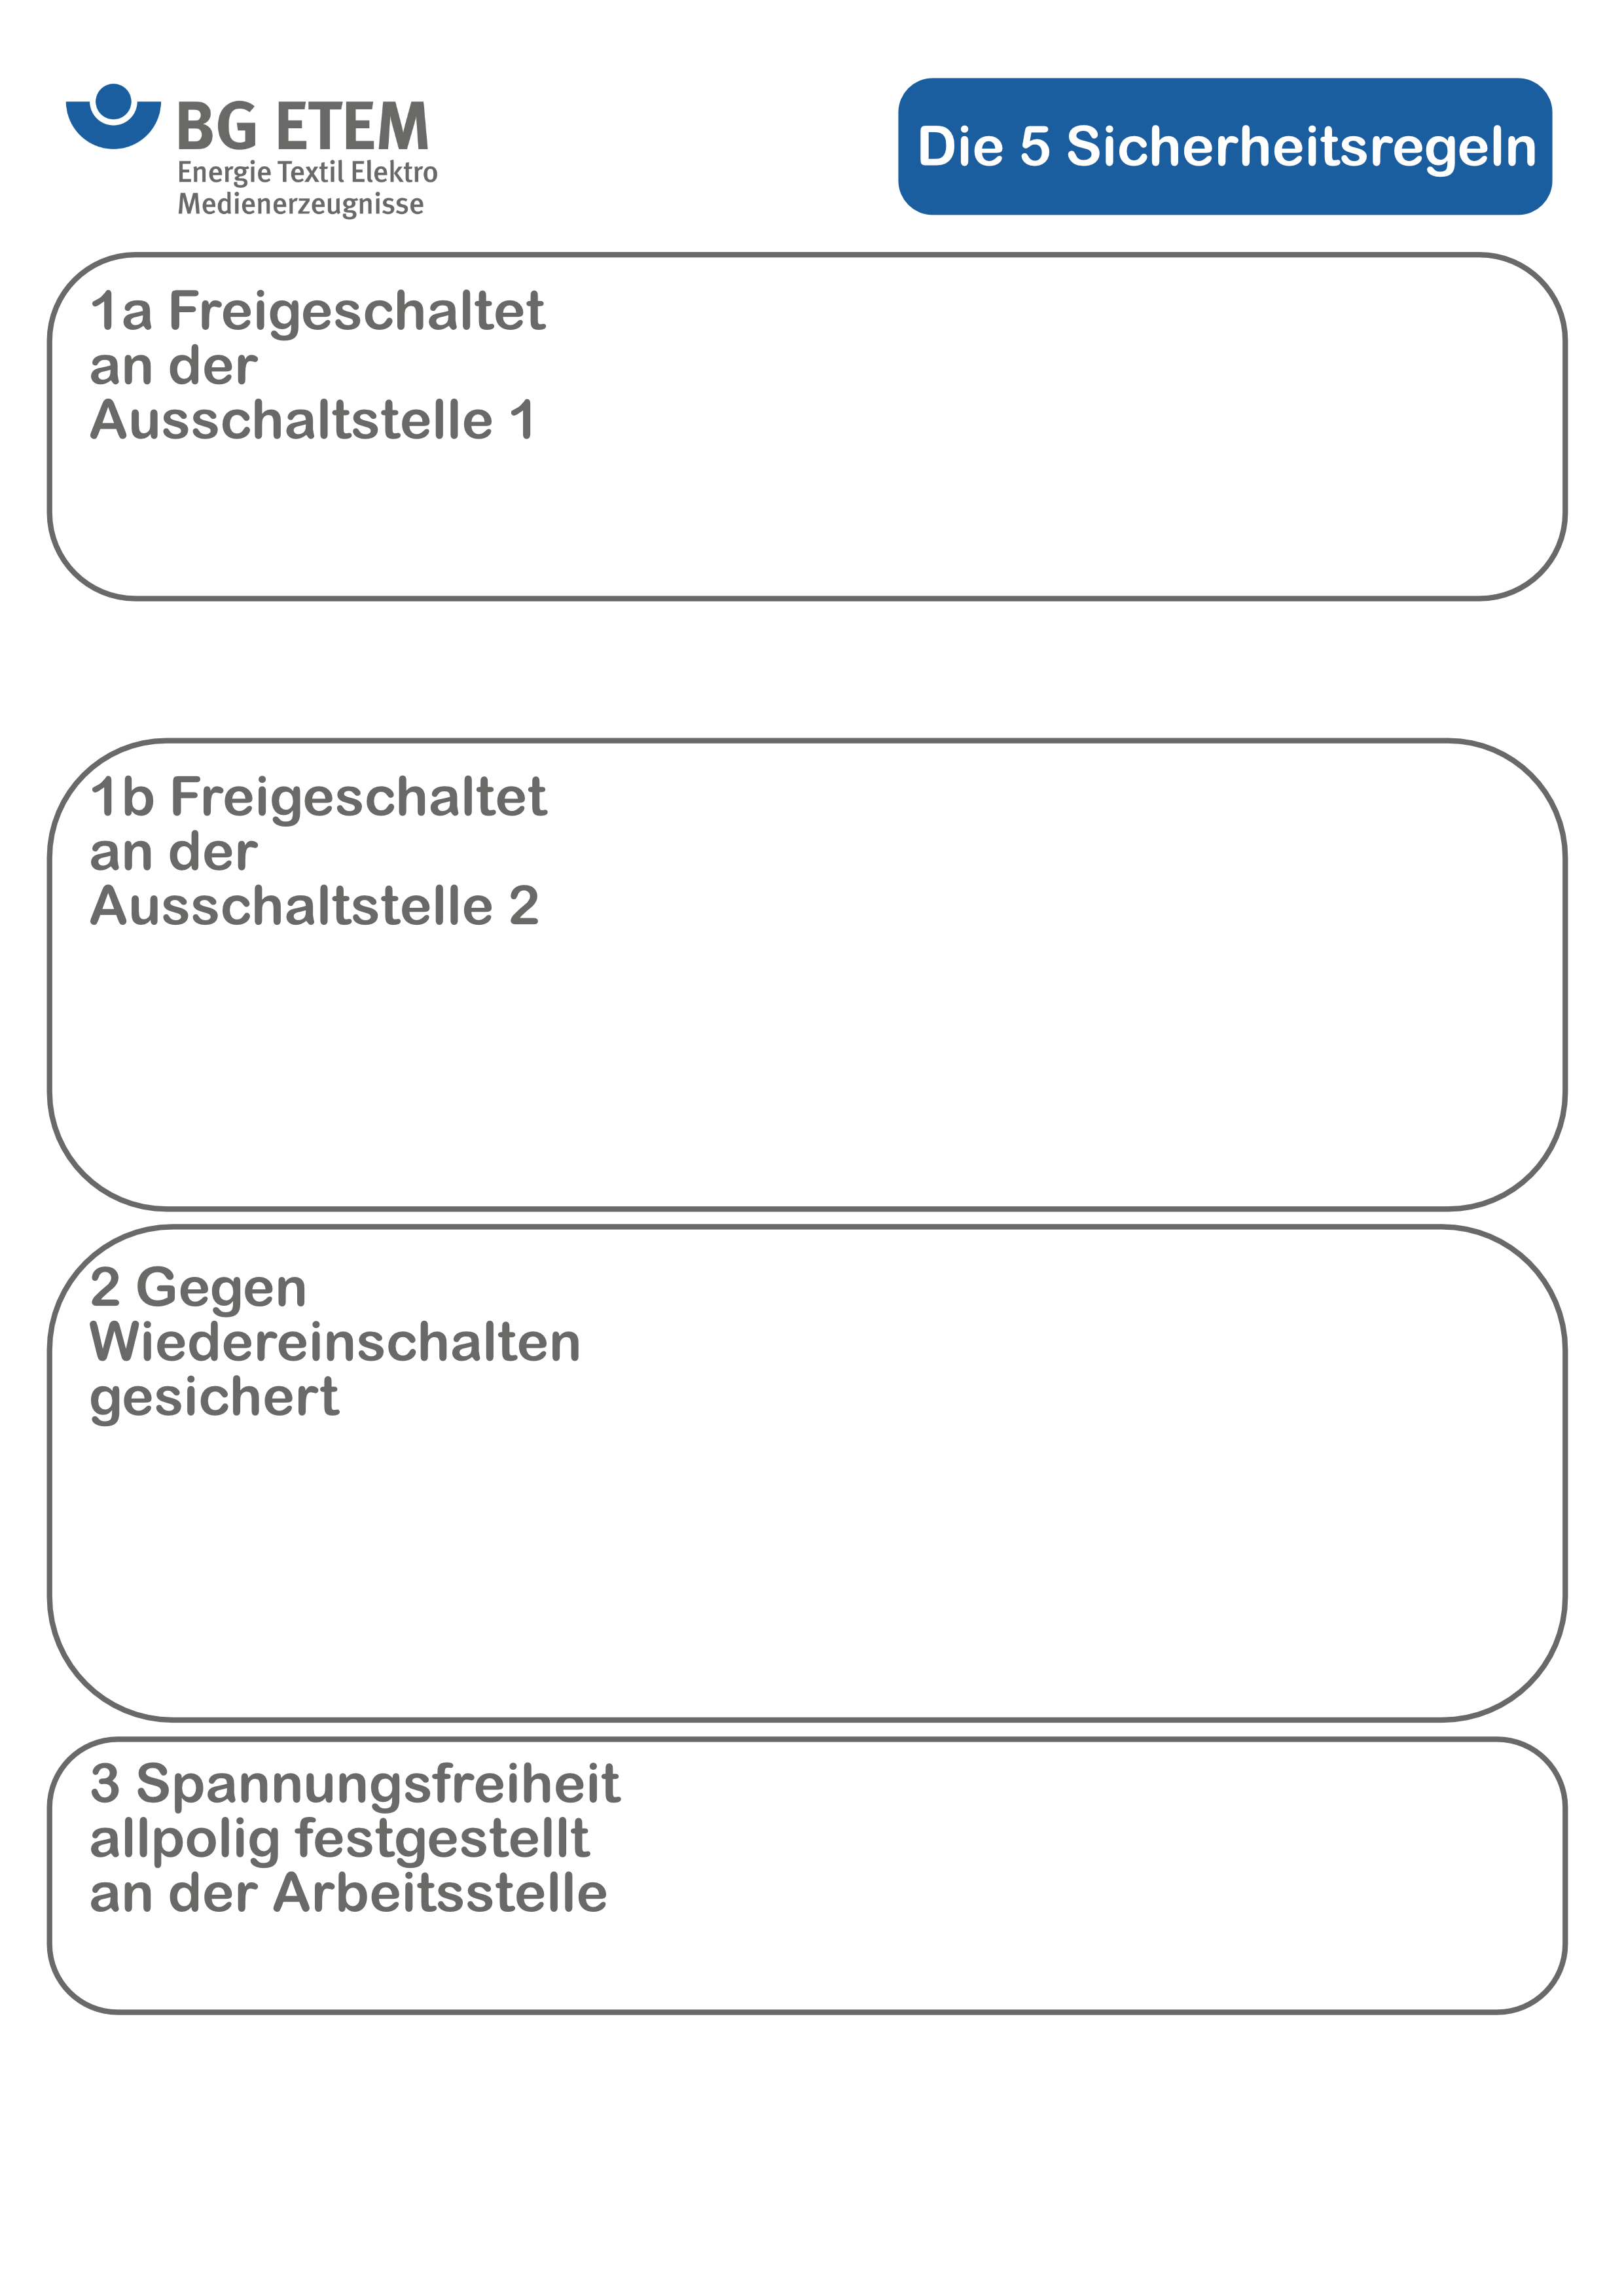 BG ETEM
Energie Textil Elektro
Medienerzeugnisse
Die 5 Sicherheitsregeln
1a Freigeschaltet
an der
Ausschaltstelle 1
1b Freigeschaltet
an der
Ausschaltstelle 2
2 Gegen
Wiedereinschalten
gesichert
3 Spannungsfreiheit
allpolig festgestellt
an der Arbeitsstelle